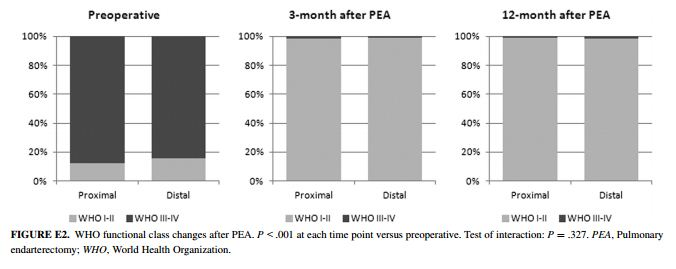 Preoperative
100%
80%
60%
40%
20%
0%
Proximal Distal
WHO I-II WHO III-IV
3-month after PEA
100%
80%
60%
40%
20%
0%
Proximal Distal
WHO I-II WHO III-IV
12-month after PEA
100%
80%
60%
40%
20%
0%
Proximal Distal
WHO I-II WHO III-IV
FIGURE E2. WHO functional class changes after PEA. P < .001 at each time point versus preoperative. Test of interaction: P = .327. PEA, Pulmonary
endarterectomy; WHO, World Health Organization.